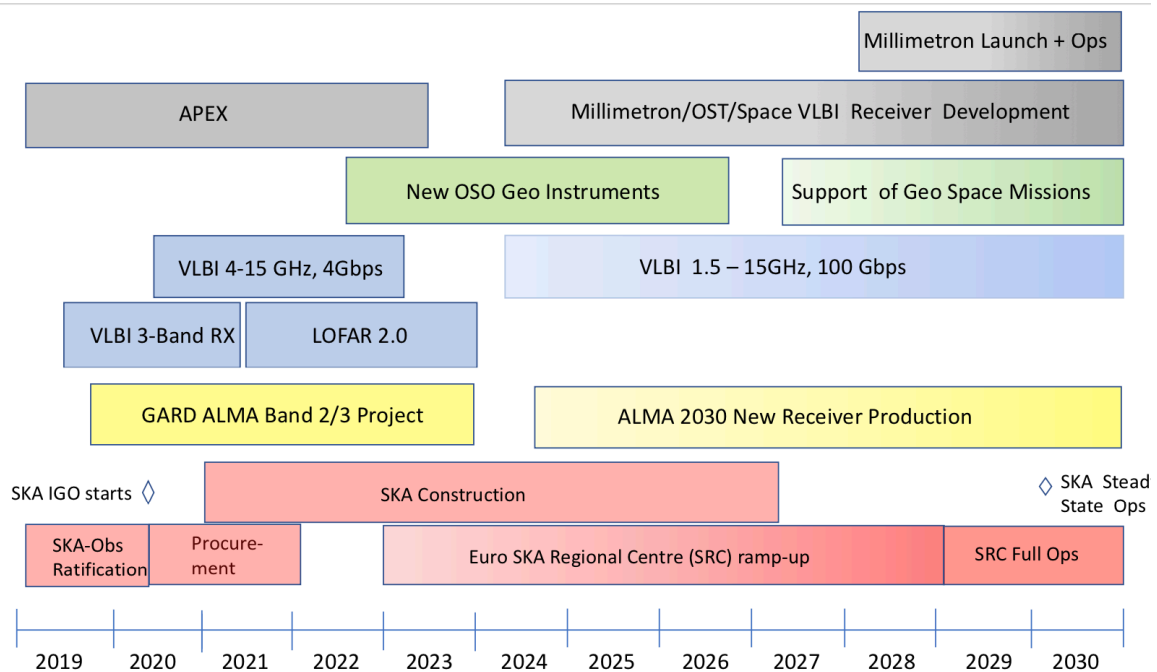 Millimetron Launch + Ops
APEX
Millimetron/OST/Space VLBI Receiver Development
New OSO Geo Instruments
Support of Geo Space Missions
VLBI 4-15 GHz, 4Gbps
VLBI 1.5 – 15GHz, 100 Gbps
VLBI 3-Band RX
LOFAR 2.0
GARD ALMA Band 2/3 Project
ALMA 2030 New Receiver Production
SKA IGO starts
SKA Construction
SKA Stead
State Ops
SKA-Obs
Ratification
Procure-
ment
Euro SKA Regional Centre (SRC) ramp-up
SRC Full Ops
2019 2020 2021 2022 2023 2024 2025 2026 2027 2028 2029 2030